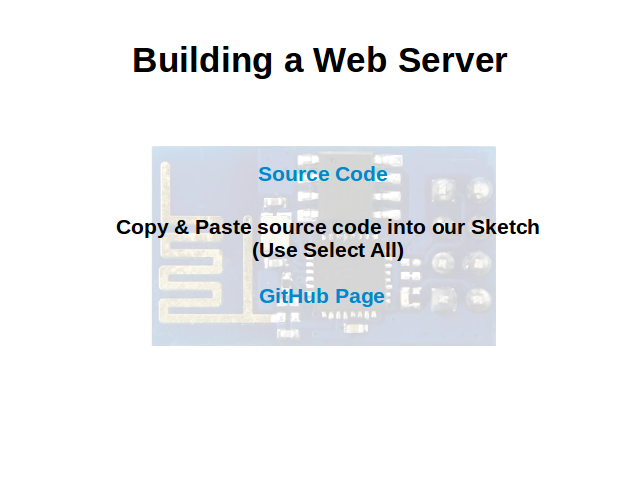 Building a Web Server
Source Code
Copy & Paste source code into our Sketch
(Use Select All)
GitHub Page